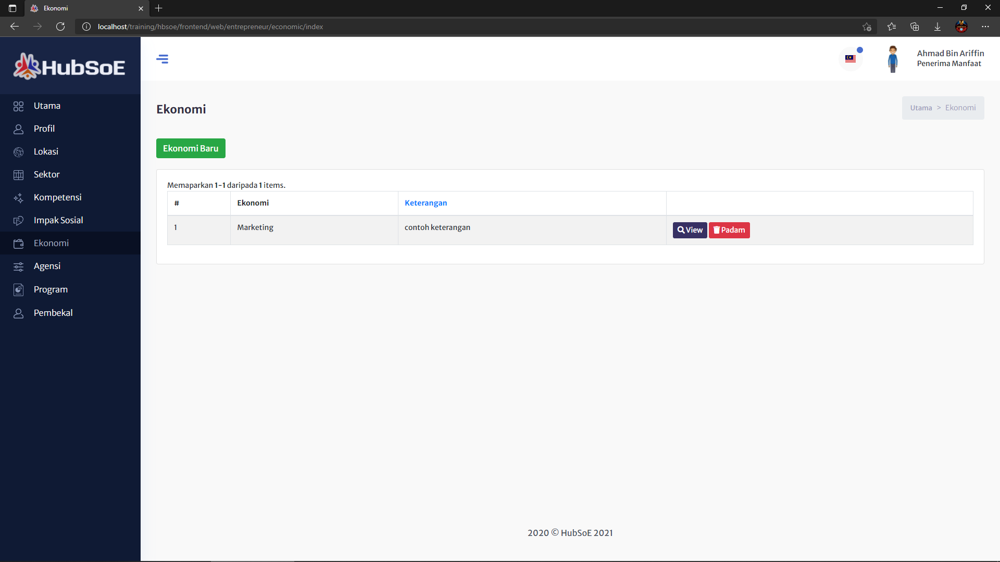 Ekonomi
localhost/training/hbsoe/frontend/web/entrepreneur/economic/index
HubSoE
Ahmad Bin Ariffin
Penerima Manfaat
Utama
Profil
Lokasi
Sektor
Kompetensi
Impak Sosial
Ekonomi
Agensi
Program
Pembekal
Ekonomi
Utama > Ekonomi
Ekonomi Baru
Memaparkan 1-1 daripada 1 items.
# Ekonomi Keterangan
1 Marketing contoh keterangan View Padam
2020 © HubSoE 2021